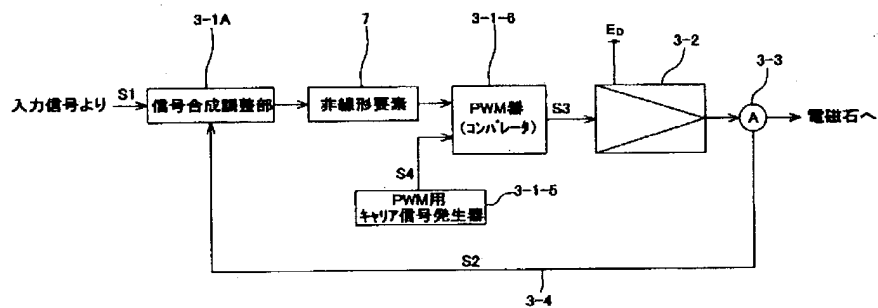 3-1A
7
3-1-6
ED
3-2
3-3
入力信号より
S1
信号合成調整部
非線形要素
PWM器
(コンパレータ)
S3
A
電磁石へ
S4
PWM用
キャリア信号発生器
3-1-5
S2
3-4